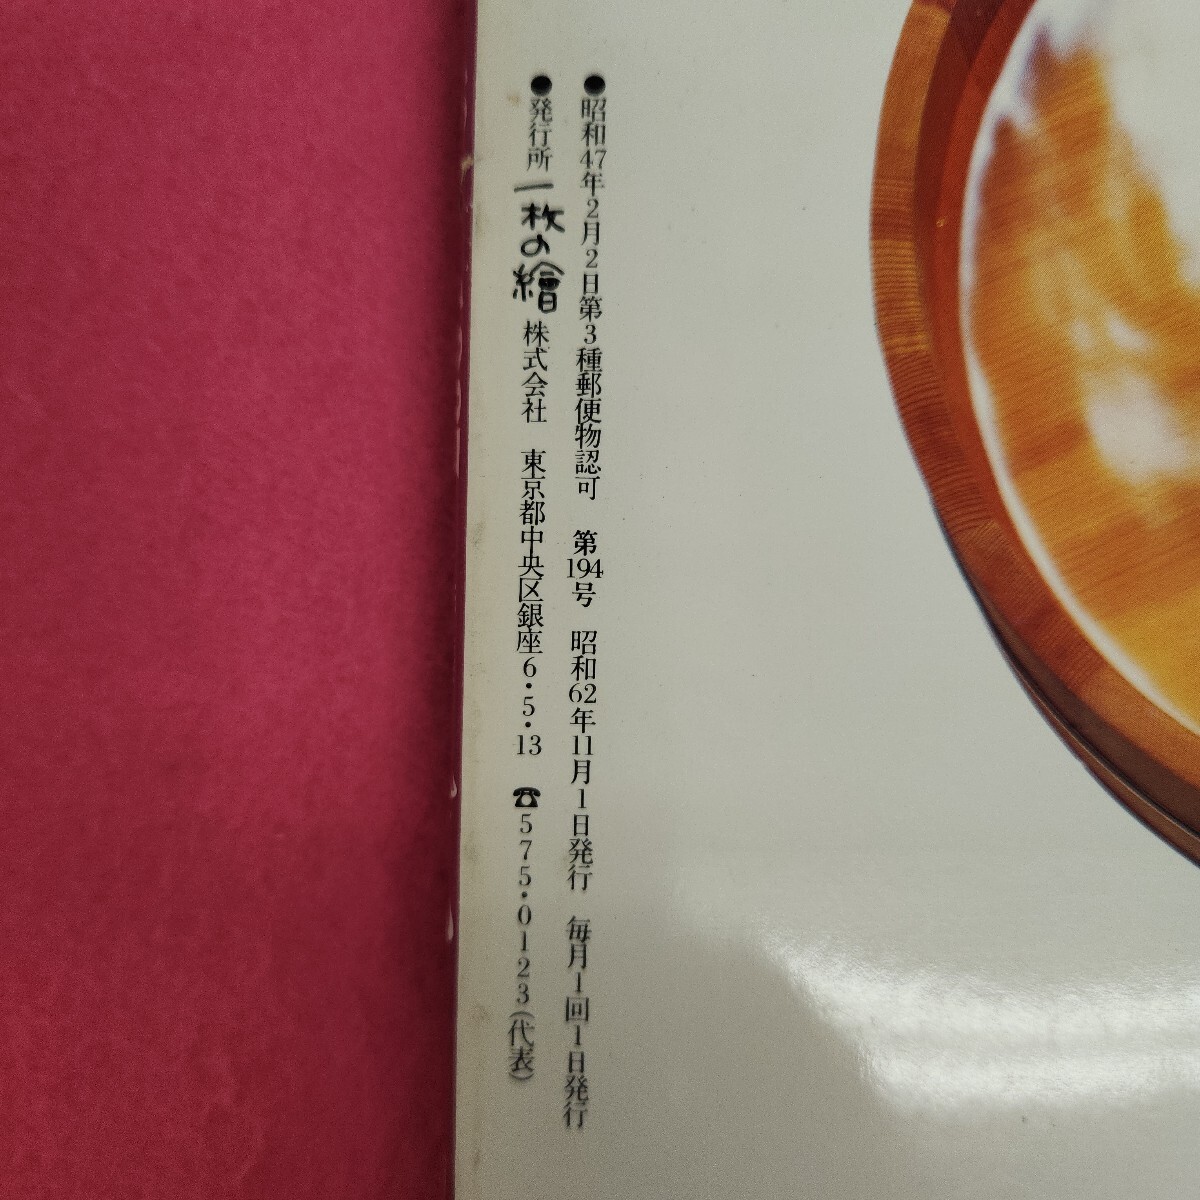 ●昭和47年2月2日第3種郵便物認可　第194号　昭和62年11月1日発行　毎月1回1日発行
●発行所 一枚の繪 株式会社　東京都中央区銀座6・5・13　☎575・0123(代表)